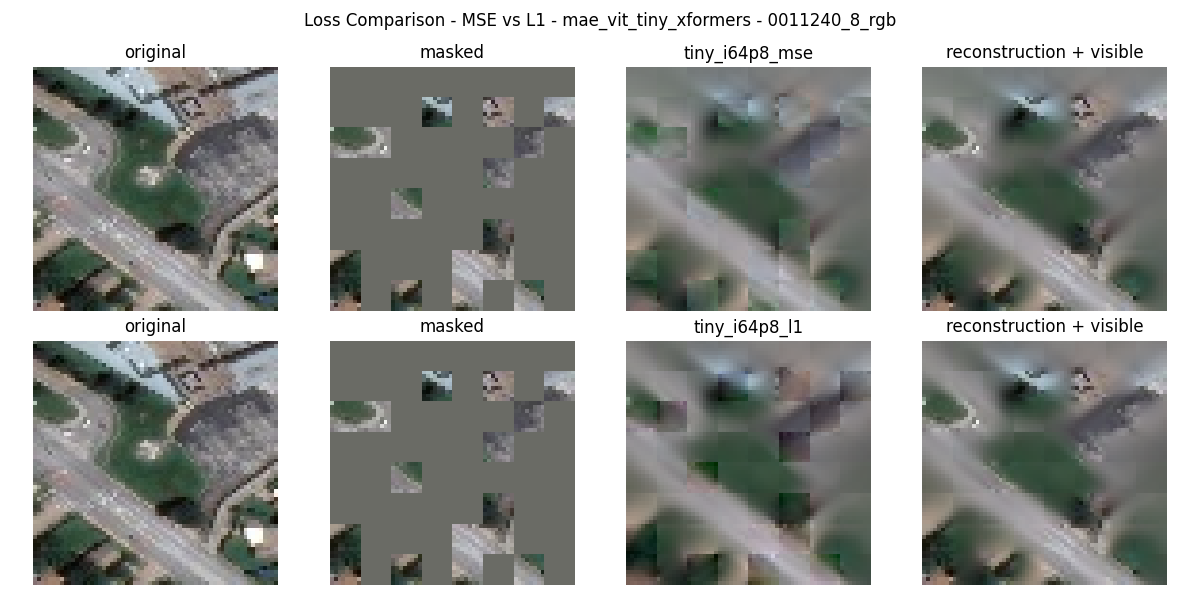 Loss Comparison - MSE vs L1 - mae_vit_tiny_xformers - 0011240_8_rgb
original masked tiny_i64p8_mse reconstruction + visible
original masked tiny_i64p8_l1 reconstruction + visible